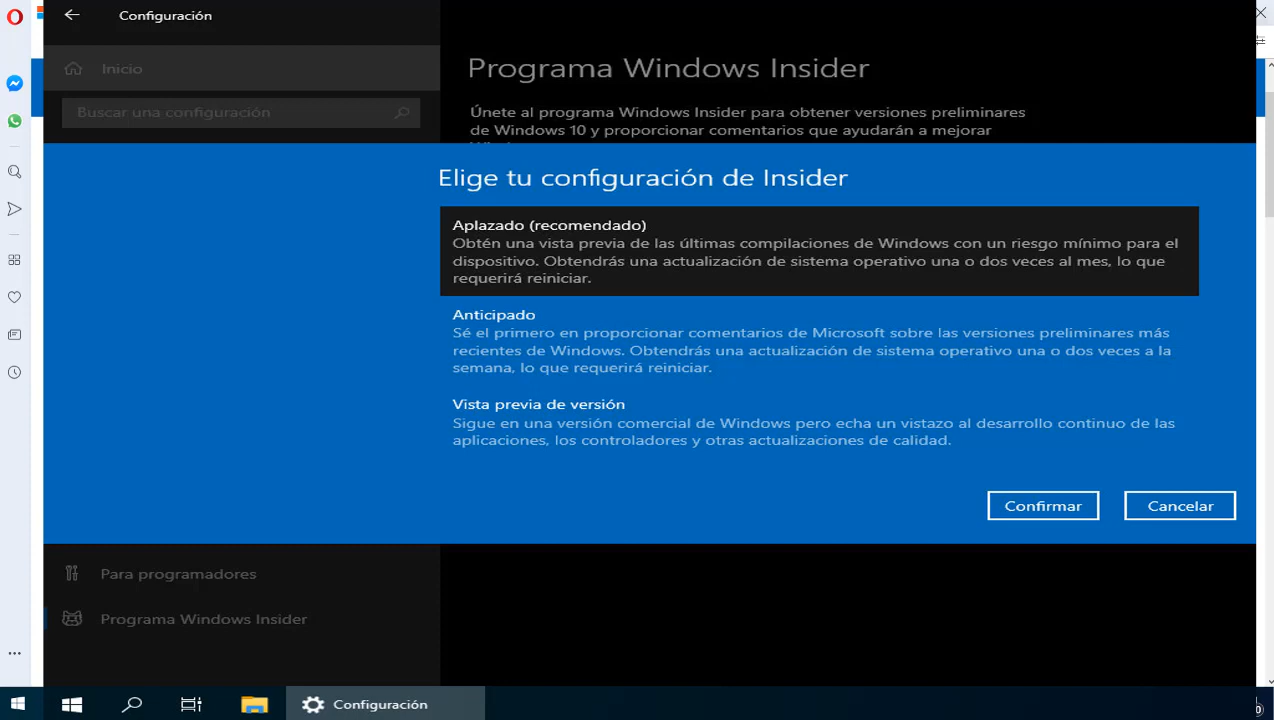 Configuración
Inicio
Buscar una configuración
Programa Windows Insider
Únete al programa Windows Insider para obtener versiones preliminares
de Windows 10 y proporcionar comentarios que ayudarán a mejorar
Elige tu configuración de Insider
Aplazado (recomendado)
Obtén una vista previa de las últimas compilaciones de Windows con un riesgo mínimo para el
dispositivo. Obtendrás una actualización de sistema operativo una o dos veces al mes, lo que
requerirá reiniciar.
Anticipado
Sé el primero en proporcionar comentarios de Microsoft sobre las versiones preliminares más
recientes de Windows. Obtendrás una actualización de sistema operativo una o dos veces a la
semana, lo que requerirá reiniciar.
Vista previa de versión
Sigue en una versión comercial de Windows pero echa un vistazo al desarrollo continuo de las
aplicaciones, los controladores y otras actualizaciones de calidad.
Confirmar
Cancelar
Para programadores
Programa Windows Insider
Configuración